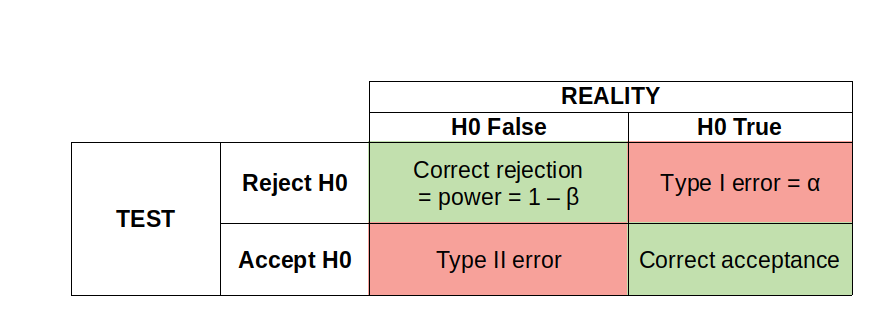 REALITY
H0 False
H0 True
TEST
Reject H0
Correct rejection
= power = 1 – β
Type I error = α
Accept H0
Type II error
Correct acceptance